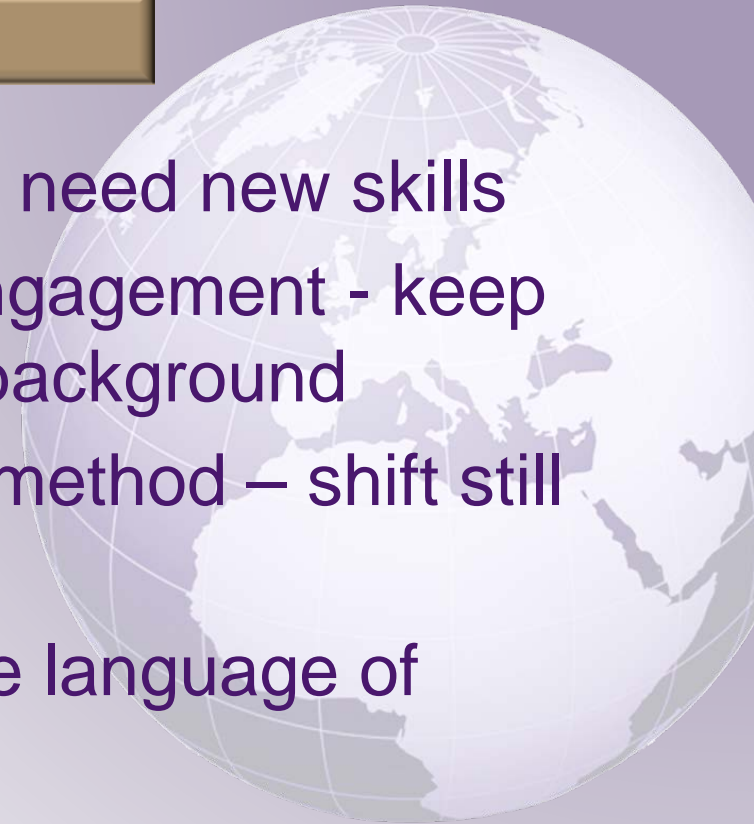 need new skills
ngagement - keep
background
method – shift still
e language of